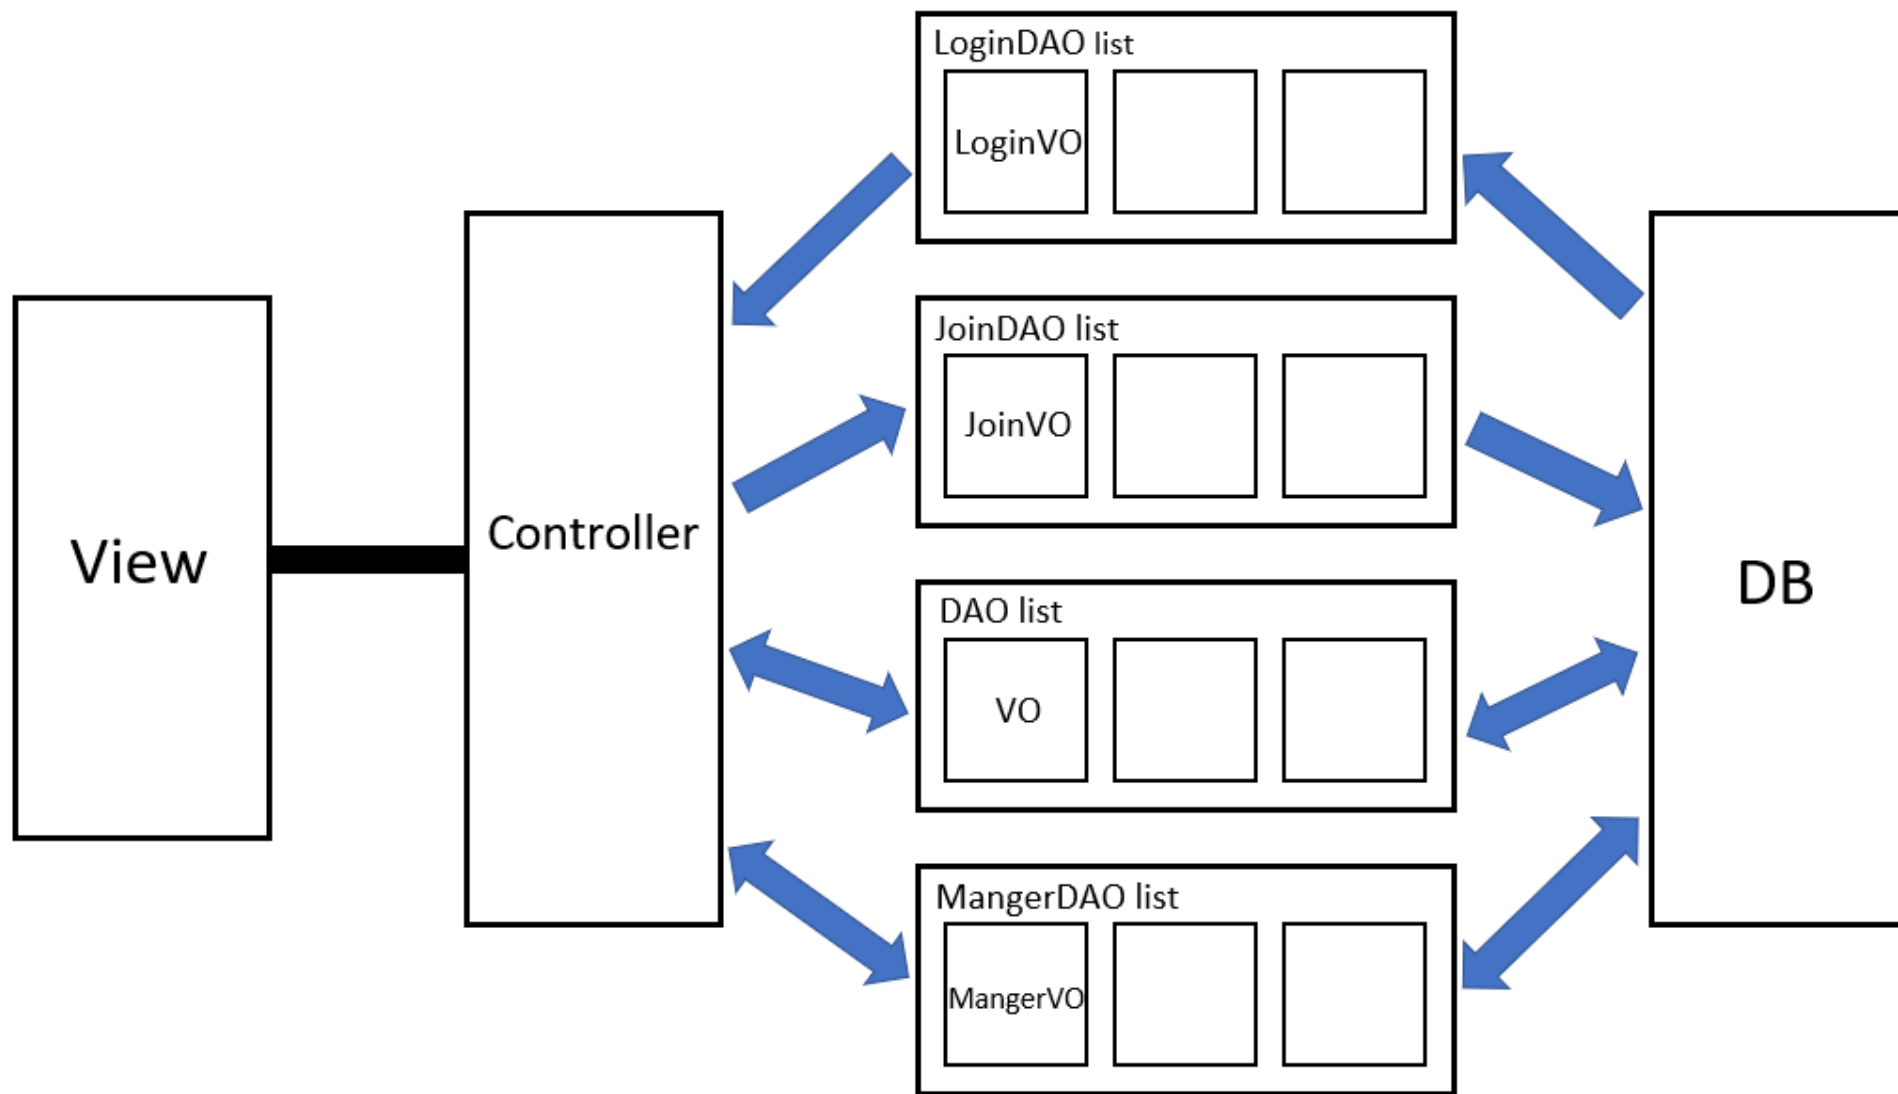 View
Controller
LoginDAO list
LoginVO
JoinDAO list
JoinVO
DAO list
VO
MangerDAO list
MangerVO
DB